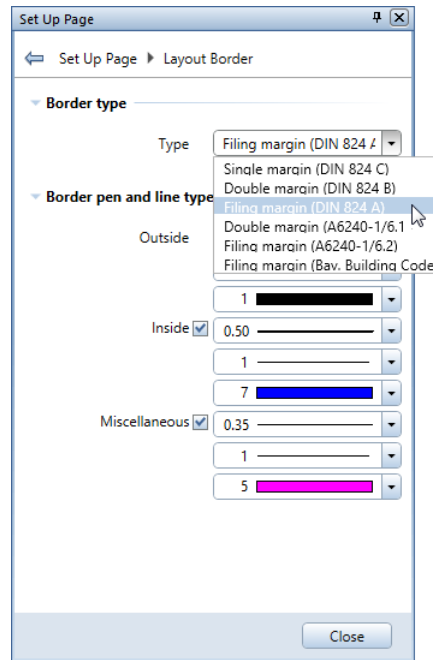 Set Up Page
Set Up Page Layout Border
Border type
Type Filing margin (DIN 824 A
Single margin (DIN 824 C)
Double margin (DIN 824 B)
Filing margin (DIN 824 A)
Double margin (A6240-1/6.1
Filing margin (A6240-1/6.2)
Filing margin (Bav. Building Code
Border pen and line type
Outside
1
Inside 0.50
1
7
Miscellaneous 0.35
1
5
Close